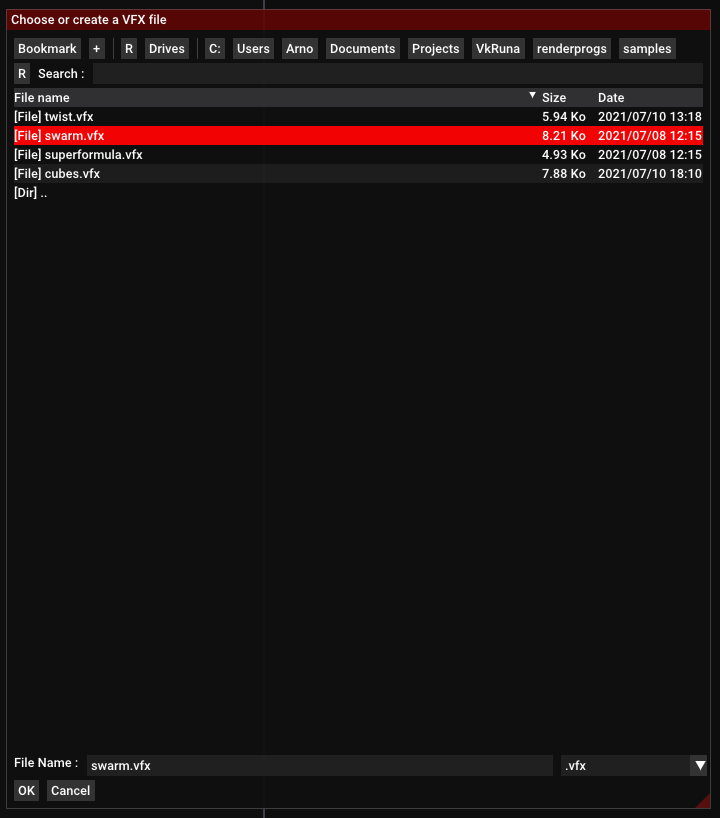 Choose or create a VFX file
Bookmark + R Drives C: Users Arno Documents Projects VkRuna renderprogs samples
R Search :
File name Size Date
[File] twist.vfx 5.94 Ko 2021/07/10 13:18
[File] swarm.vfx 8.21 Ko 2021/07/08 12:15
[File] superformula.vfx 4.93 Ko 2021/07/08 12:15
[File] cubes.vfx 7.88 Ko 2021/07/10 18:10
[Dir] ..
File Name : swarm.vfx .vfx
OK Cancel